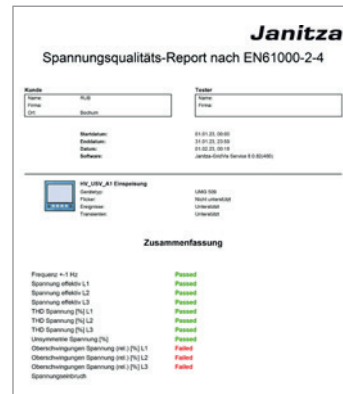 Janitza
Spannungsqualitäts-Report nach EN61000-2-4
Kunde
Name: RUB
Firma:
Ort: Bochum
Tester
Name:
Firma:
Startdatum: 01.01.23, 00:00
Enddatum: 31.01.23, 23:59
Datum: 01.02.23, 00:18
Software:
HV_USV_A1 Einspeisung
Gerätetyp: UMG 509
Flicker: Nicht unterstützt
Ereignisse: Unterstützt
Transienten: Unterstützt
Zusammenfassung
Frequenz +-1 Hz Passed
Spannung effektiv L1 Passed
Spannung effektiv L2 Passed
Spannung effektiv L3 Passed
THD Spannung [%] L1 Passed
THD Spannung [%] L2 Passed
THD Spannung [%] L3 Passed
Unsymmetrie Spannung [%] Passed
Oberschwingungen Spannung (rel.) [%] L1 Failed
Oberschwingungen Spannung (rel.) [%] L2 Failed
Oberschwingungen Spannung (rel.) [%] L3 Failed
Spannungseinbruch